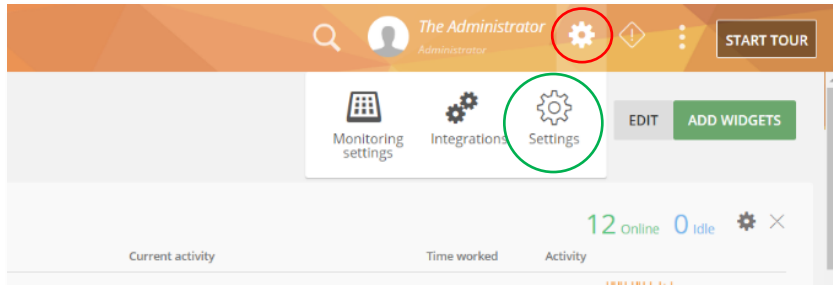 The Administrator
Administrator
START TOUR
Monitoring settings
Integrations
Settings
EDIT
ADD WIDGETS
12 Online 0 Idle
Current activity Time worked Activity